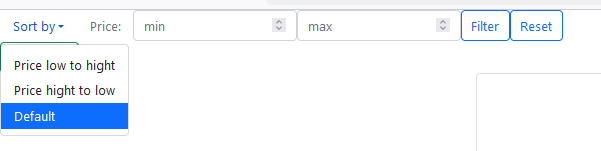 Sort by Price: min max Filter Reset
Price low to hight
Price hight to low
Default